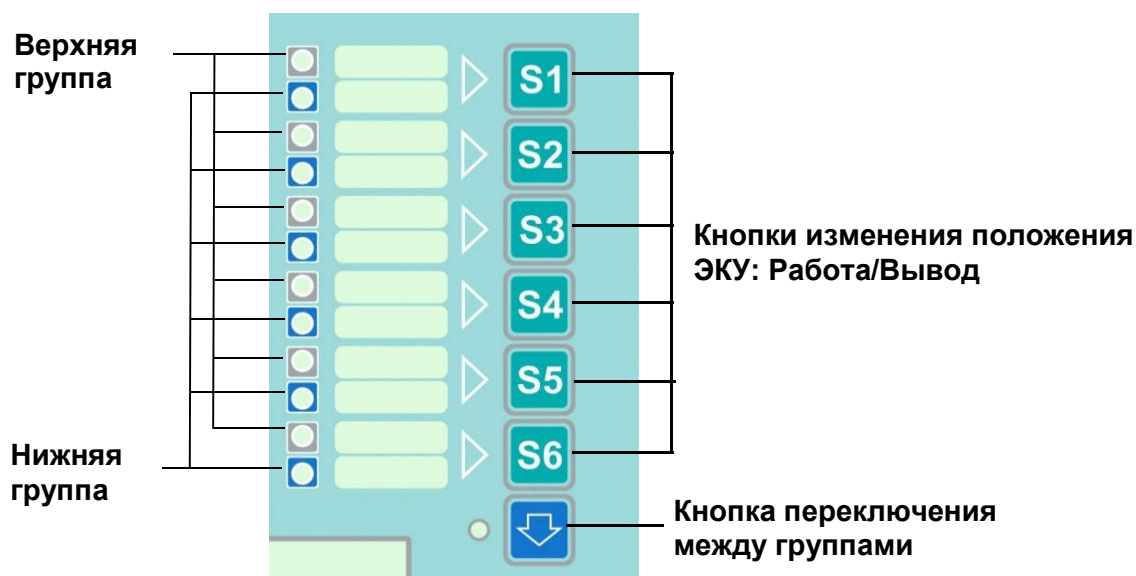 Верхняя
группа
S1
S2
S3
Кнопки изменения положения
ЭКУ: Работа/Вывод
S4
S5
Нижняя
группа
S6
Кнопка переключения
между группами